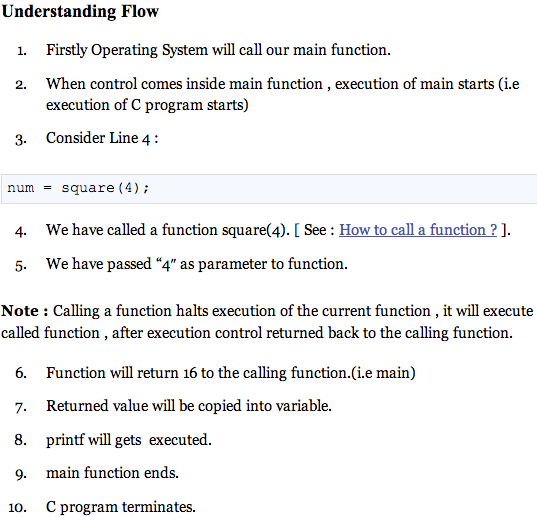 Understanding Flow
1. Firstly Operating System will call our main function.
2. When control comes inside main function , execution of main starts (i.e
execution of C program starts)
3. Consider Line 4 :
num = square(4);
4. We have called a function square(4). [ See : How to call a function ? ].
5. We have passed “4″ as parameter to function.
Note : Calling a function halts execution of the current function , it will execute
called function , after execution control returned back to the calling function.
6. Function will return 16 to the calling function.(i.e main)
7. Returned value will be copied into variable.
8. printf will gets executed.
9. main function ends.
10. C program terminates.